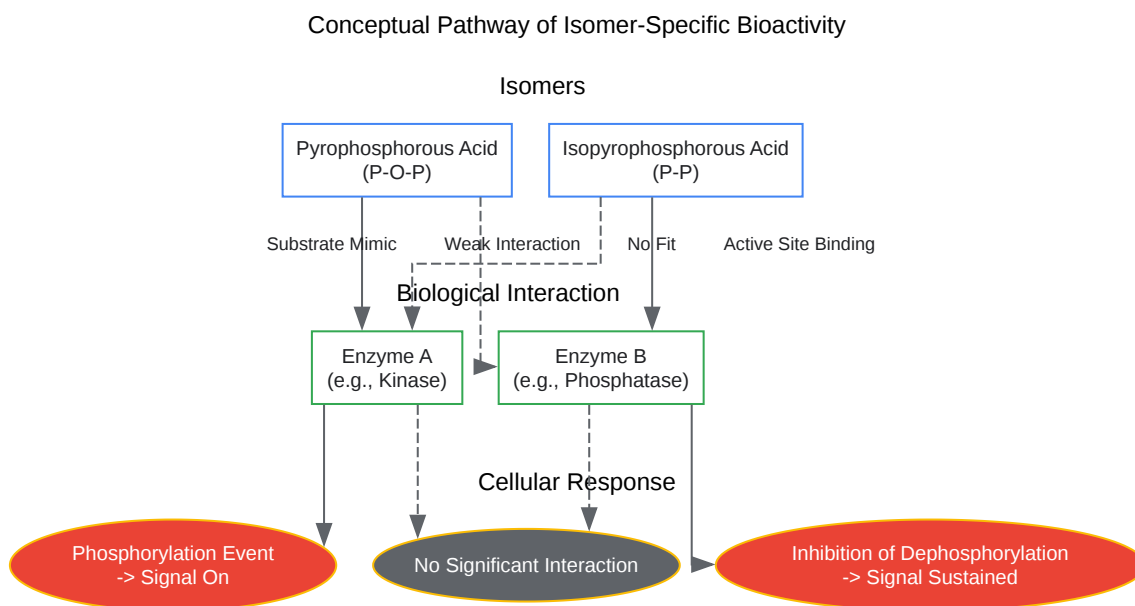 Conceptual Pathway of Isomer-Specific Bioactivity
Isomers
Pyrophosphorous Acid
(P-O-P)
Isopyrophosphorous Acid
(P-P)
Substrate Mimic
Weak Interaction
No Fit
Active Site Binding
Biological Interaction
Enzyme A
(e.g., Kinase)
Enzyme B
(e.g., Phosphatase)
Cellular Response
Phosphorylation Event
-> Signal On
No Significant Interaction
Inhibition of Dephosphorylation
-> Signal Sustained